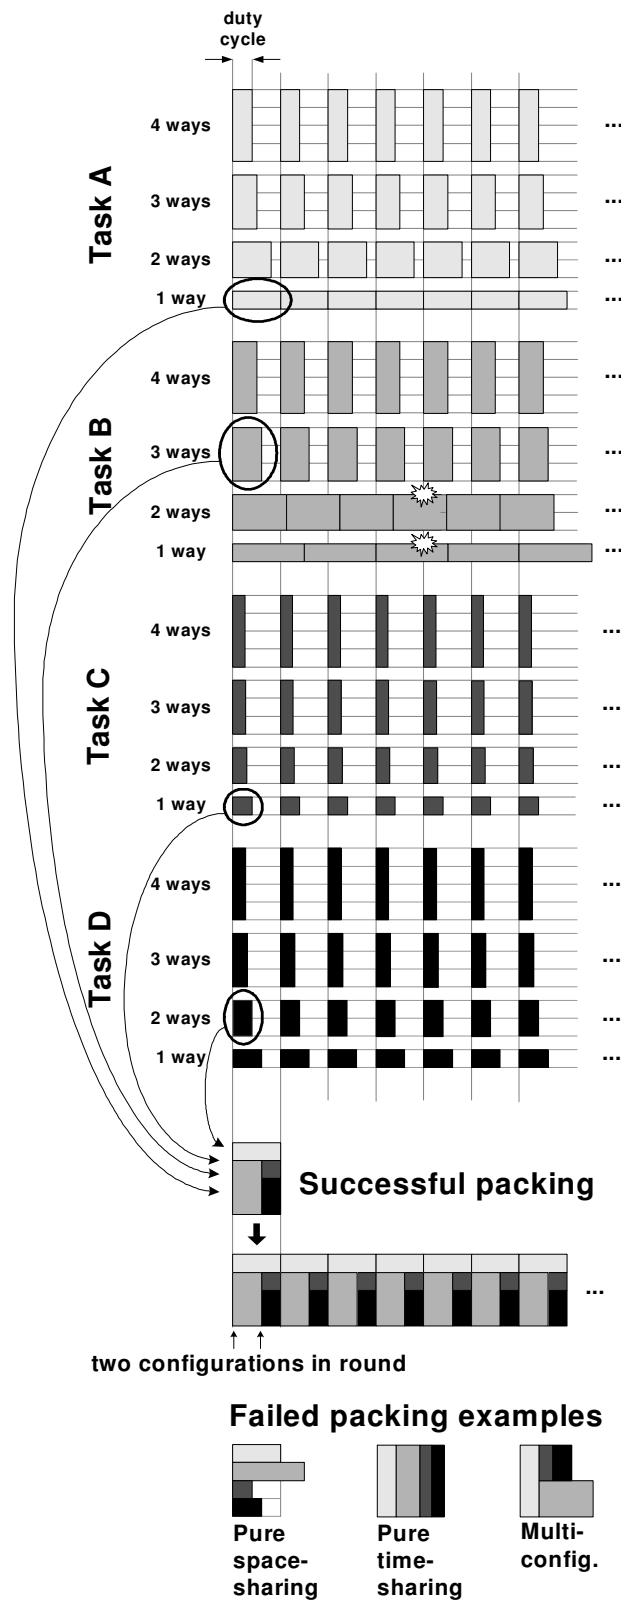 duty
cycle
Task A
4 ways
...
3 ways
...
2 ways
...
1 way
...
Task B
4 ways
...
3 ways
...
2 ways
...
1 way
...
Task C
4 ways
...
3 ways
...
2 ways
...
1 way
...
Task D
4 ways
...
3 ways
...
2 ways
...
1 way
...
Successful packing
...
two configurations in round
Failed packing examples
Pure
space-
sharing
Pure
time-
sharing
Multi-
config.